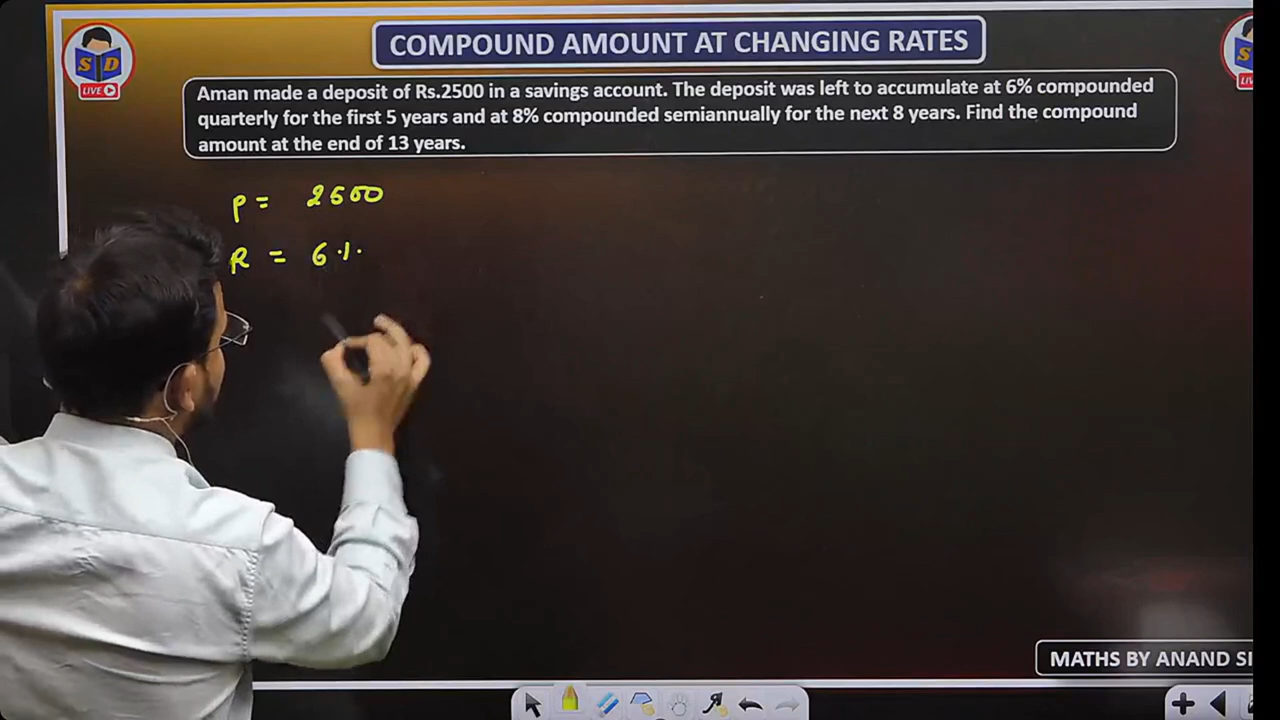 COMPOUND AMOUNT AT CHANGING RATES
S D
LIVE
S
LIV
Aman made a deposit of Rs.2500 in a savings account. The deposit was left to accumulate at 6% compounded
quarterly for the first 5 years and at 8% compounded semiannually for the next 8 years. Find the compound
amount at the end of 13 years.
P = 2500
R = 6%
MATHS BY ANAND SI